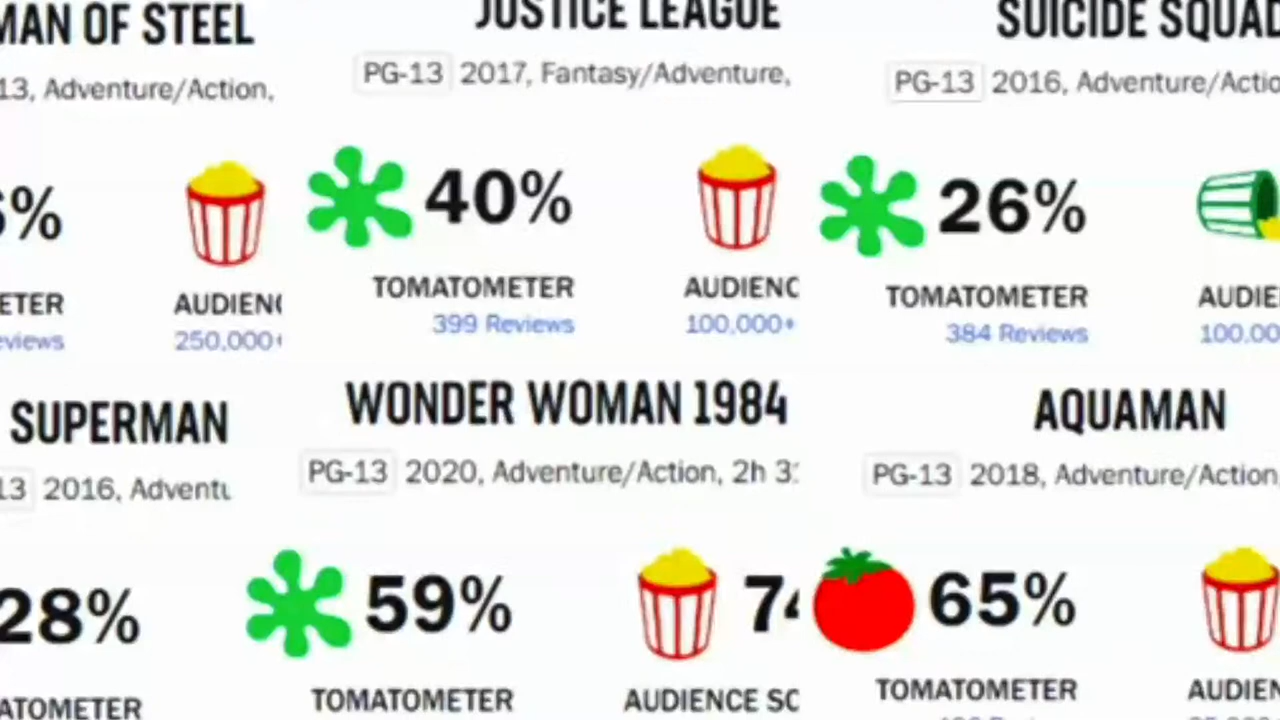 MAN OF STEEL
13, Adventure/Action,
6%
ETER
eviews
AUDIENC
250,000+
JUSTICE LEAGUE
PG-13 2017, Fantasy/Adventure,
40%
TOMATOMETER
399 Reviews
AUDIENC
100,000+
SUICIDE SQUAD
PG-13 2016, Adventure/Actio
26%
TOMATOMETER
384 Reviews
AUDIE
100,00
SUPERMAN
13 2016, Adventu
28%
ATOMETER
WONDER WOMAN 1984
PG-13 2020, Adventure/Action, 2h 3
59%
TOMATOMETER
74
AUDIENCE SC
AQUAMAN
PG-13 2018, Adventure/Action,
65%
TOMATOMETER
AUDIEN